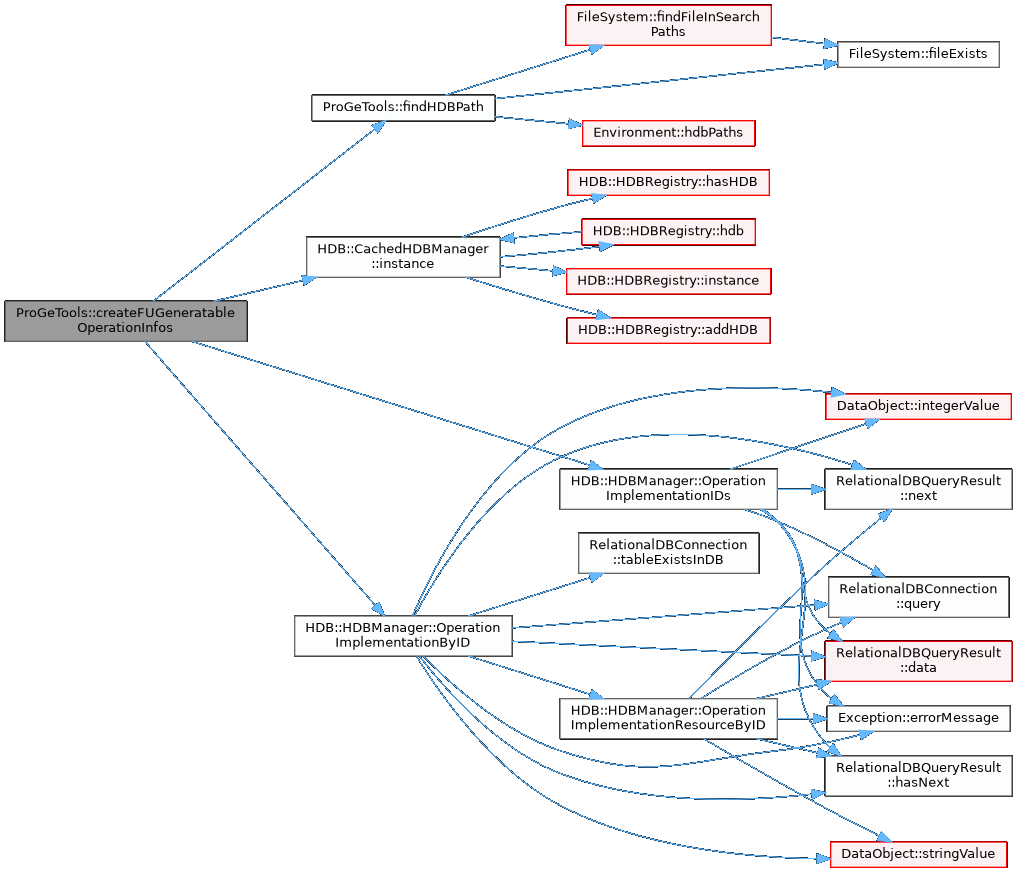 FileSystem::findFileInSearch
Paths
FileSystem::fileExists
ProGeTools::findHDBPath
Environment::hdbPaths
HDB::HDBRegistry::hasHDB
HDB::HDBRegistry::hdb
HDB::CachedHDBManager
::instance
HDB::HDBRegistry::instance
ProGeTools::createFUGeneratable
OperationInfos
HDB::HDBRegistry::addHDB
DataObject::integerValue
HDB::HDBManager::Operation
ImplementationIDs
RelationalDBQueryResult
::next
RelationalDBConnection
::tableExistsInDB
RelationalDBConnection
::query
HDB::HDBManager::Operation
ImplementationByID
RelationalDBQueryResult
::data
HDB::HDBManager::Operation
ImplementationResourceByID
Exception::errorMessage
RelationalDBQueryResult
::hasNext
DataObject::stringValue